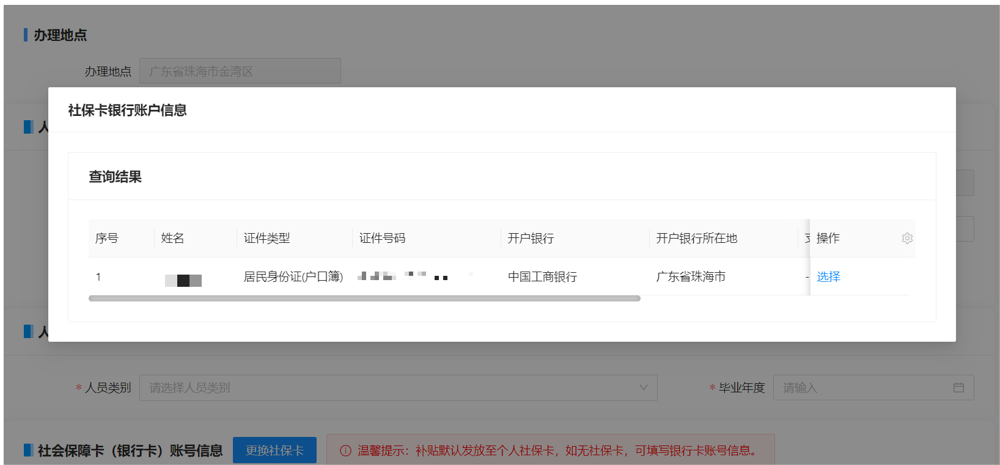 办理地点
办理地点 广东省珠海市金湾区
社保卡银行账户信息
人
查询结果
序号 姓名 证件类型 证件号码 开户银行 开户银行所在地 操作
1 居民身份证(户口簿) 中国工商银行 广东省珠海市 - 选择
人
* 人员类别 请选择人员类别 * 毕业年度 请输入
社会保障卡（银行卡）账号信息 更换社保卡 温馨提示：补贴默认发放至个人社保卡，如无社保卡，可填写银行卡账号信息。